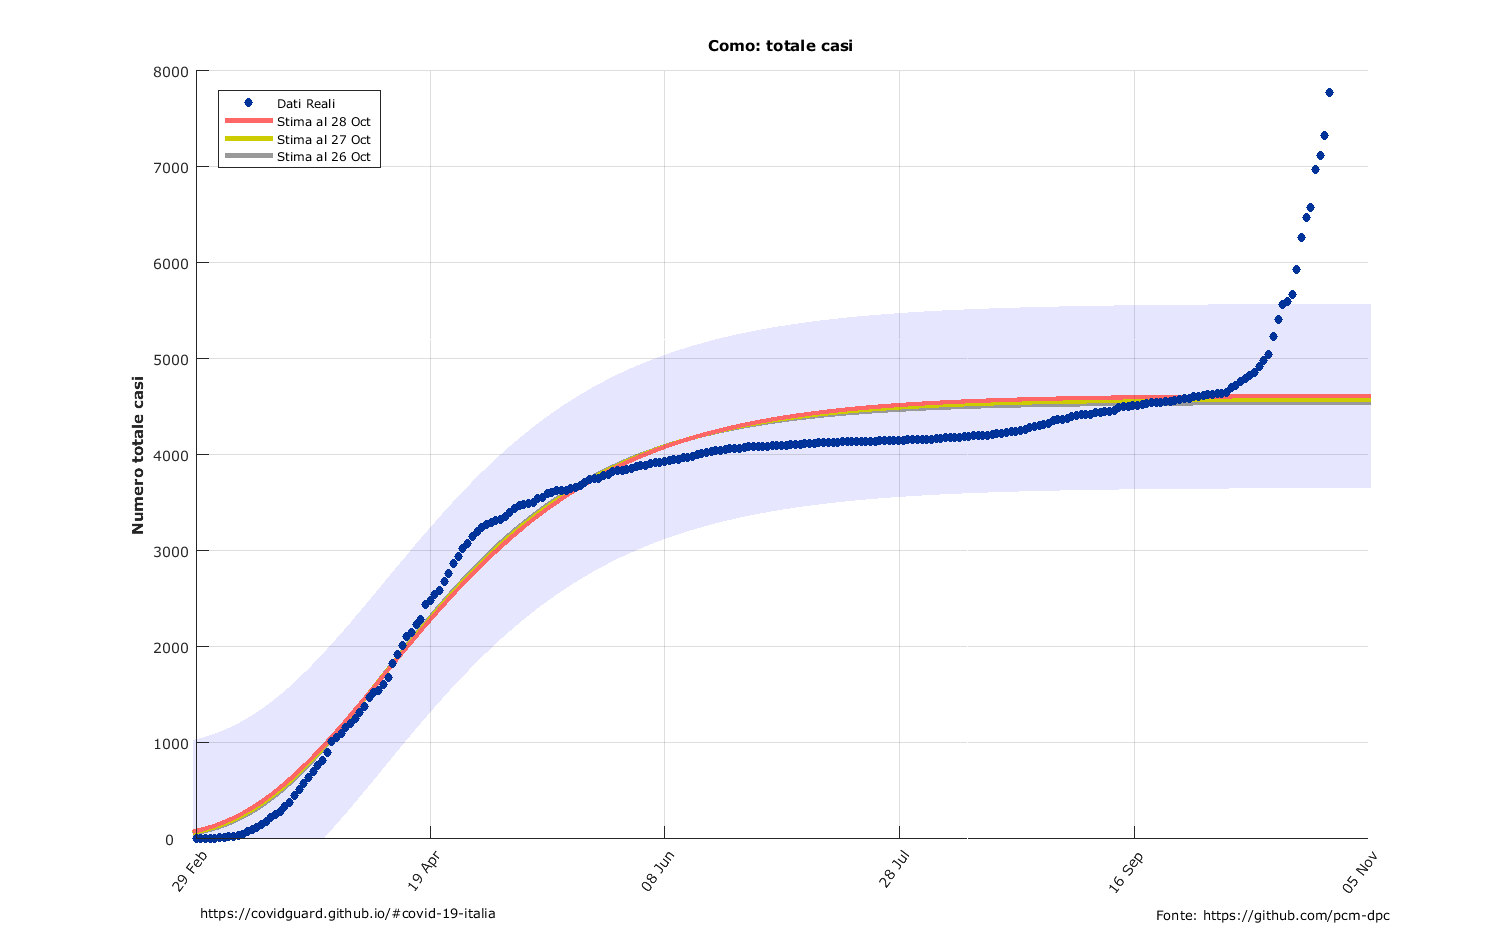 Como: totale casi
8000
7000
6000
5000
4000
3000
2000
1000
0
Numero totale casi
Dati Reali
Stima al 28 Oct
Stima al 27 Oct
Stima al 26 Oct
29 Feb
19 Apr
08 Jun
28 Jul
16 Sep
05 Nov
https://covidguard.github.io/#covid-19-italia
Fonte: https://github.com/pcm-dpc